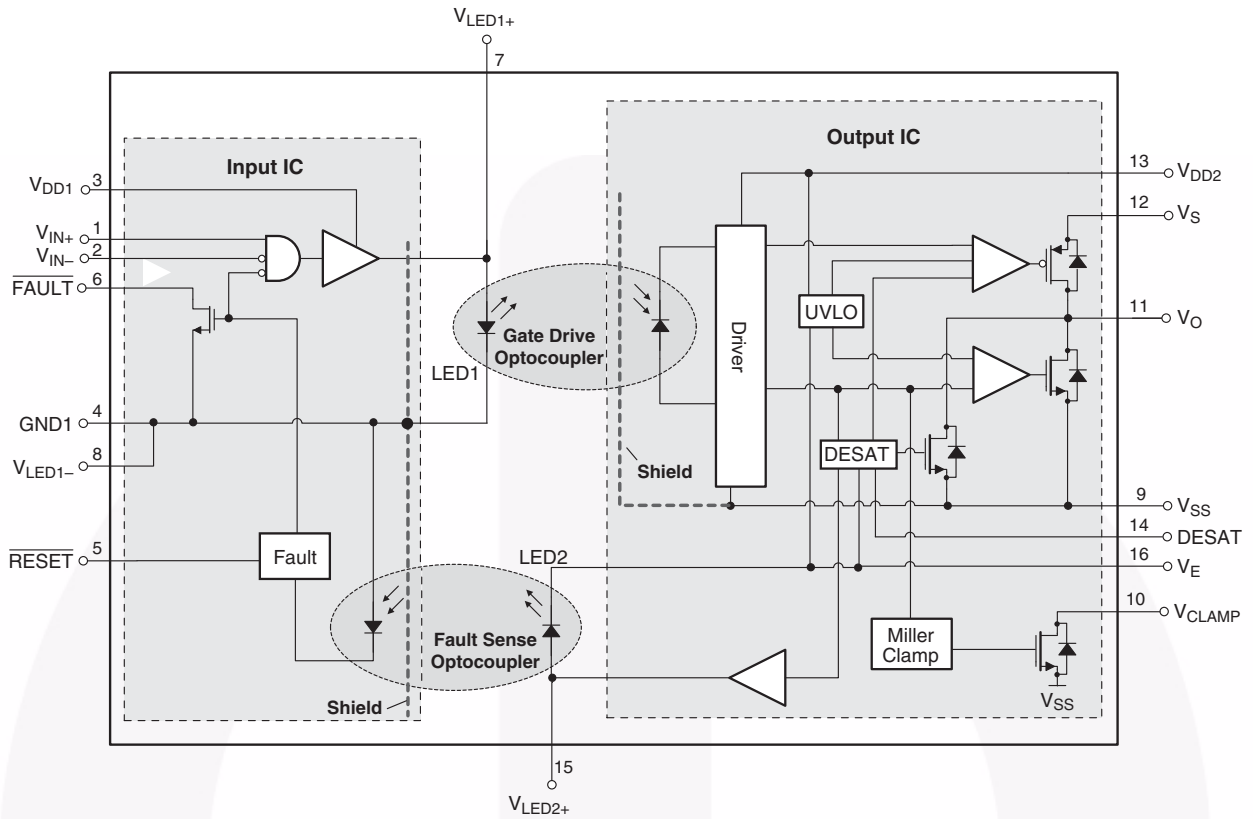 VLED1+
7
Input IC
Output IC
VDD1 3
VIN+ 1
VIN– 2
FAULT 6
13 VDD2
12 VS
11 VO
UVLO
Driver
Gate Drive
Optocoupler
LED1
GND1 4
VLED1– 8
DESAT
Shield
9 VSS
14 DESAT
16 VE
RESET 5
Fault
LED2
10 VCLAMP
Fault Sense
Optocoupler
Miller
Clamp
VSS
Shield
15
VLED2+